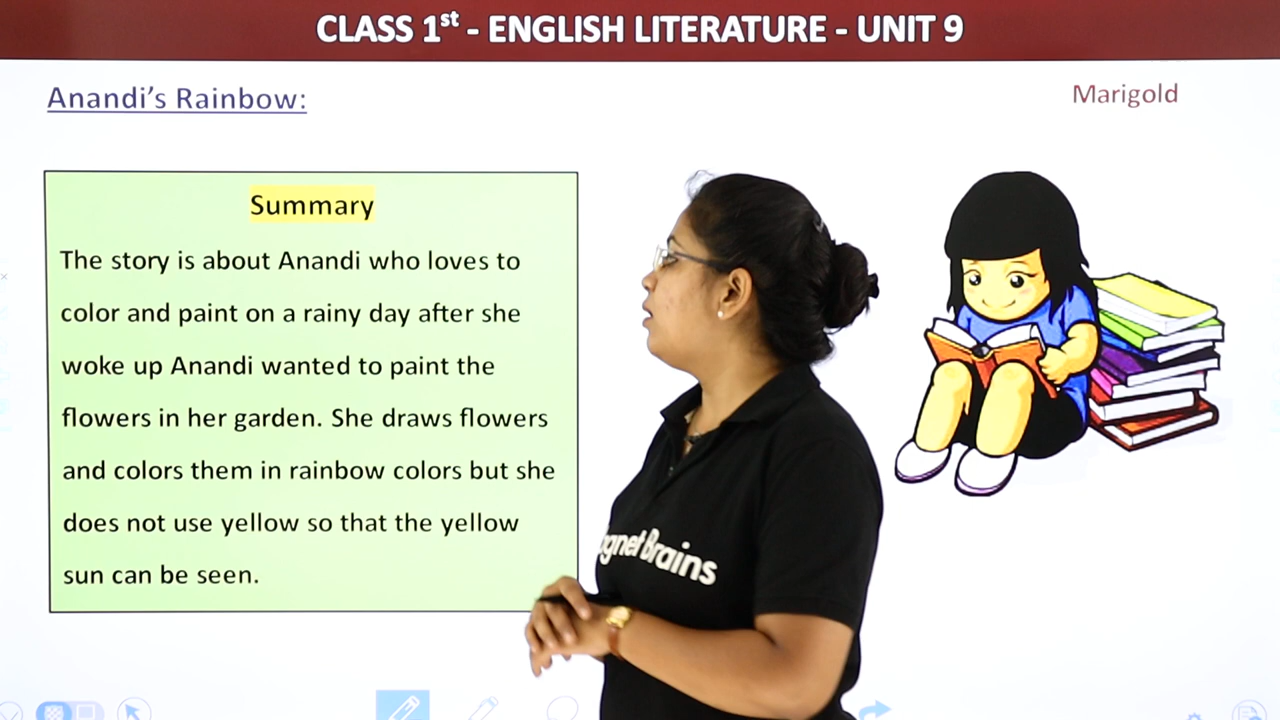 CLASS 1st - ENGLISH LITERATURE - UNIT 9
Anandi's Rainbow:
Marigold
Summary
The story is about Anandi who loves to
color and paint on a rainy day after she
woke up Anandi wanted to paint the
flowers in her garden. She draws flowers
and colors them in rainbow colors but she
does not use yellow so that the yellow
sun can be seen.
gnet Brains